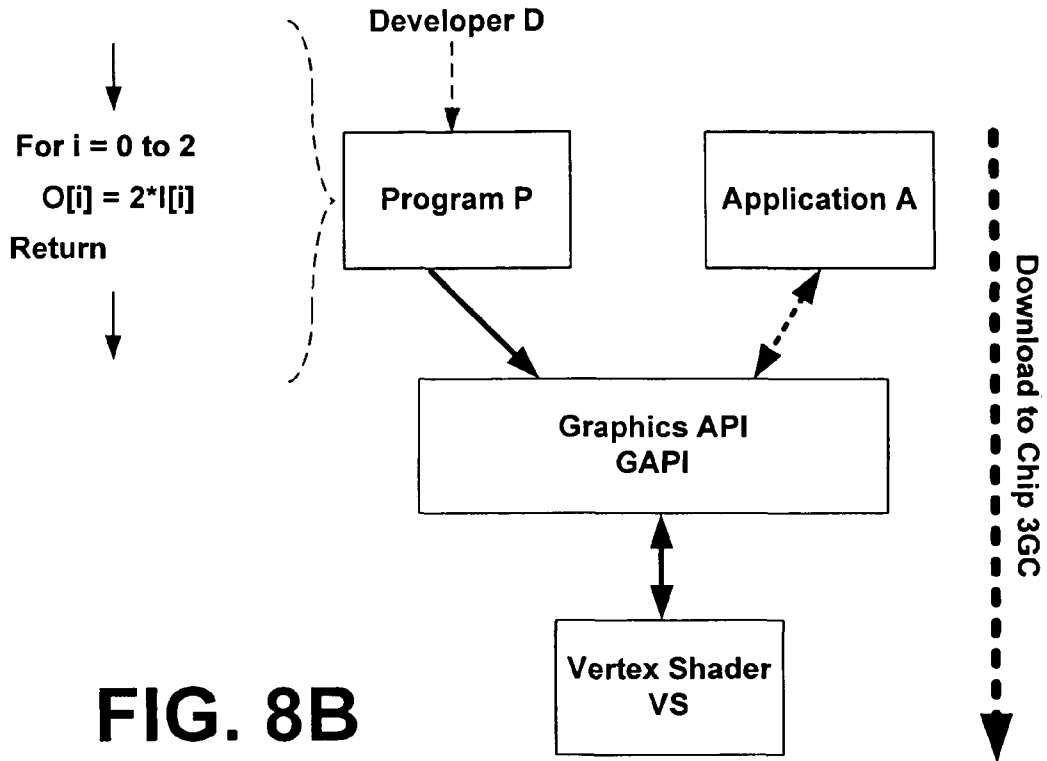 Developer D
For i = 0 to 2
O[i] = 2*I[i]
Return
Program P
Application A
Graphics API
GAPI
Vertex Shader
VS
Download to Chip 3GC
FIG. 8B